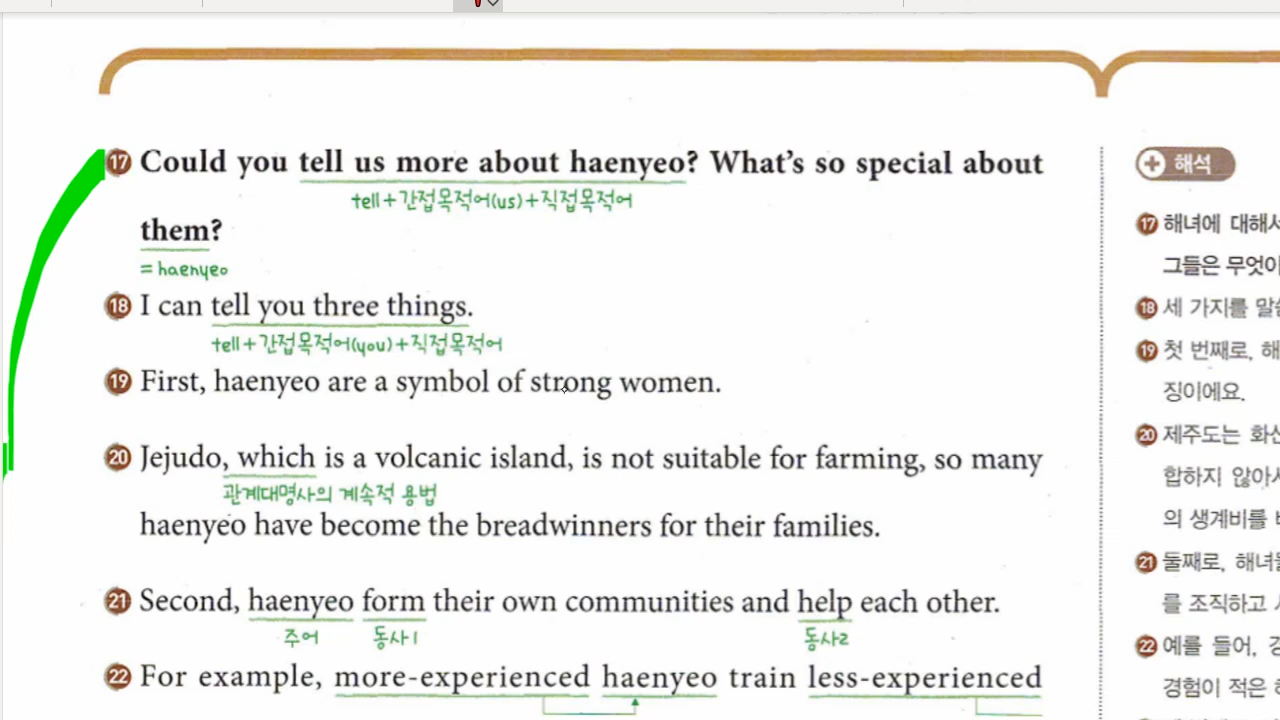 17 Could you tell us more about haenyeo? What's so special about
tell+간접목적어(us)+직접목적어
them?
= haenyeo
18 I can tell you three things.
tell+간접목적어(you)+직접목적어
19 First, haenyeo are a symbol of strong women.
20 Jejudo, which is a volcanic island, is not suitable for farming, so many
관계대명사의 계속적 용법
haenyeo have become the breadwinners for their families.
21 Second, haenyeo form their own communities and help each other.
주어 동사1 동사2
22 For example, more-experienced haenyeo train less-experienced
해석
17 해녀에 대해서
그들은 무엇이
18 세 가지를 말씀
19 첫 번째로, 해
징이에요.
20 제주도는 화산
합하지 않아서
의 생계비를
21 둘째로, 해녀들
를 조직하고
22 예를 들어, 경
경험이 적은